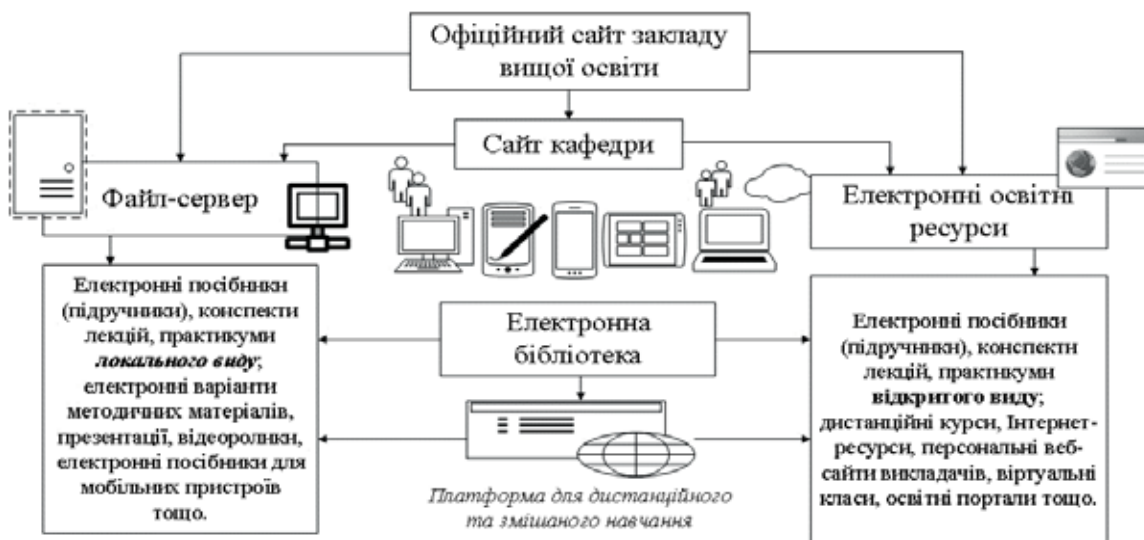 Офіційний сайт закладу
вищої освіти
Сайт кафедри
Файл-сервер
Електронні освітні
ресурси
Електронні посібники
(підручники), конспекти
лекцій, практикуми
локального виду;
електронні варіанти
методичних матеріалів,
презентації, відеоролики,
електронні посібники для
мобільних пристроїв
тощо.
Електронна
бібліотека
Платформа для дистанційного
та змішаного навчання
Електронні посібники
(підручники), конспекти
лекцій, практикуми
відкритого виду;
дистанційні курси, Інтернет-
ресурси, персональні веб-
сайти викладачів, віртуальні
класи, освітні портали тощо.